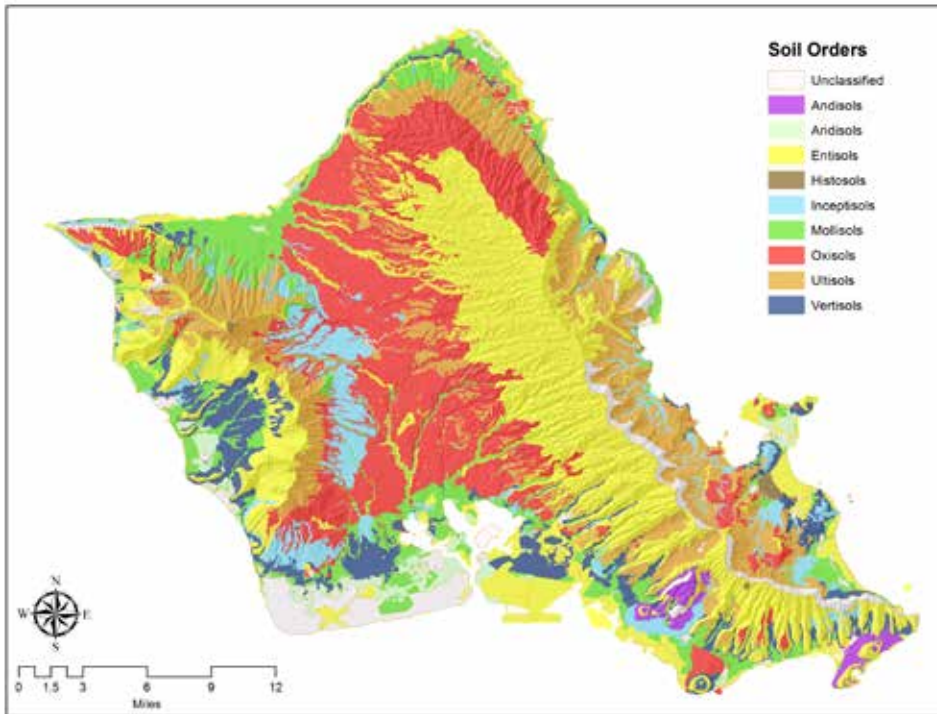 Soil Orders
Unclassified
Andisols
Aridisols
Entisols
Histosols
Inceptisols
Mollisols
Oxisols
Ultisols
Vertisols
N
W E
S
0 1.5 3 6 9 12
Miles